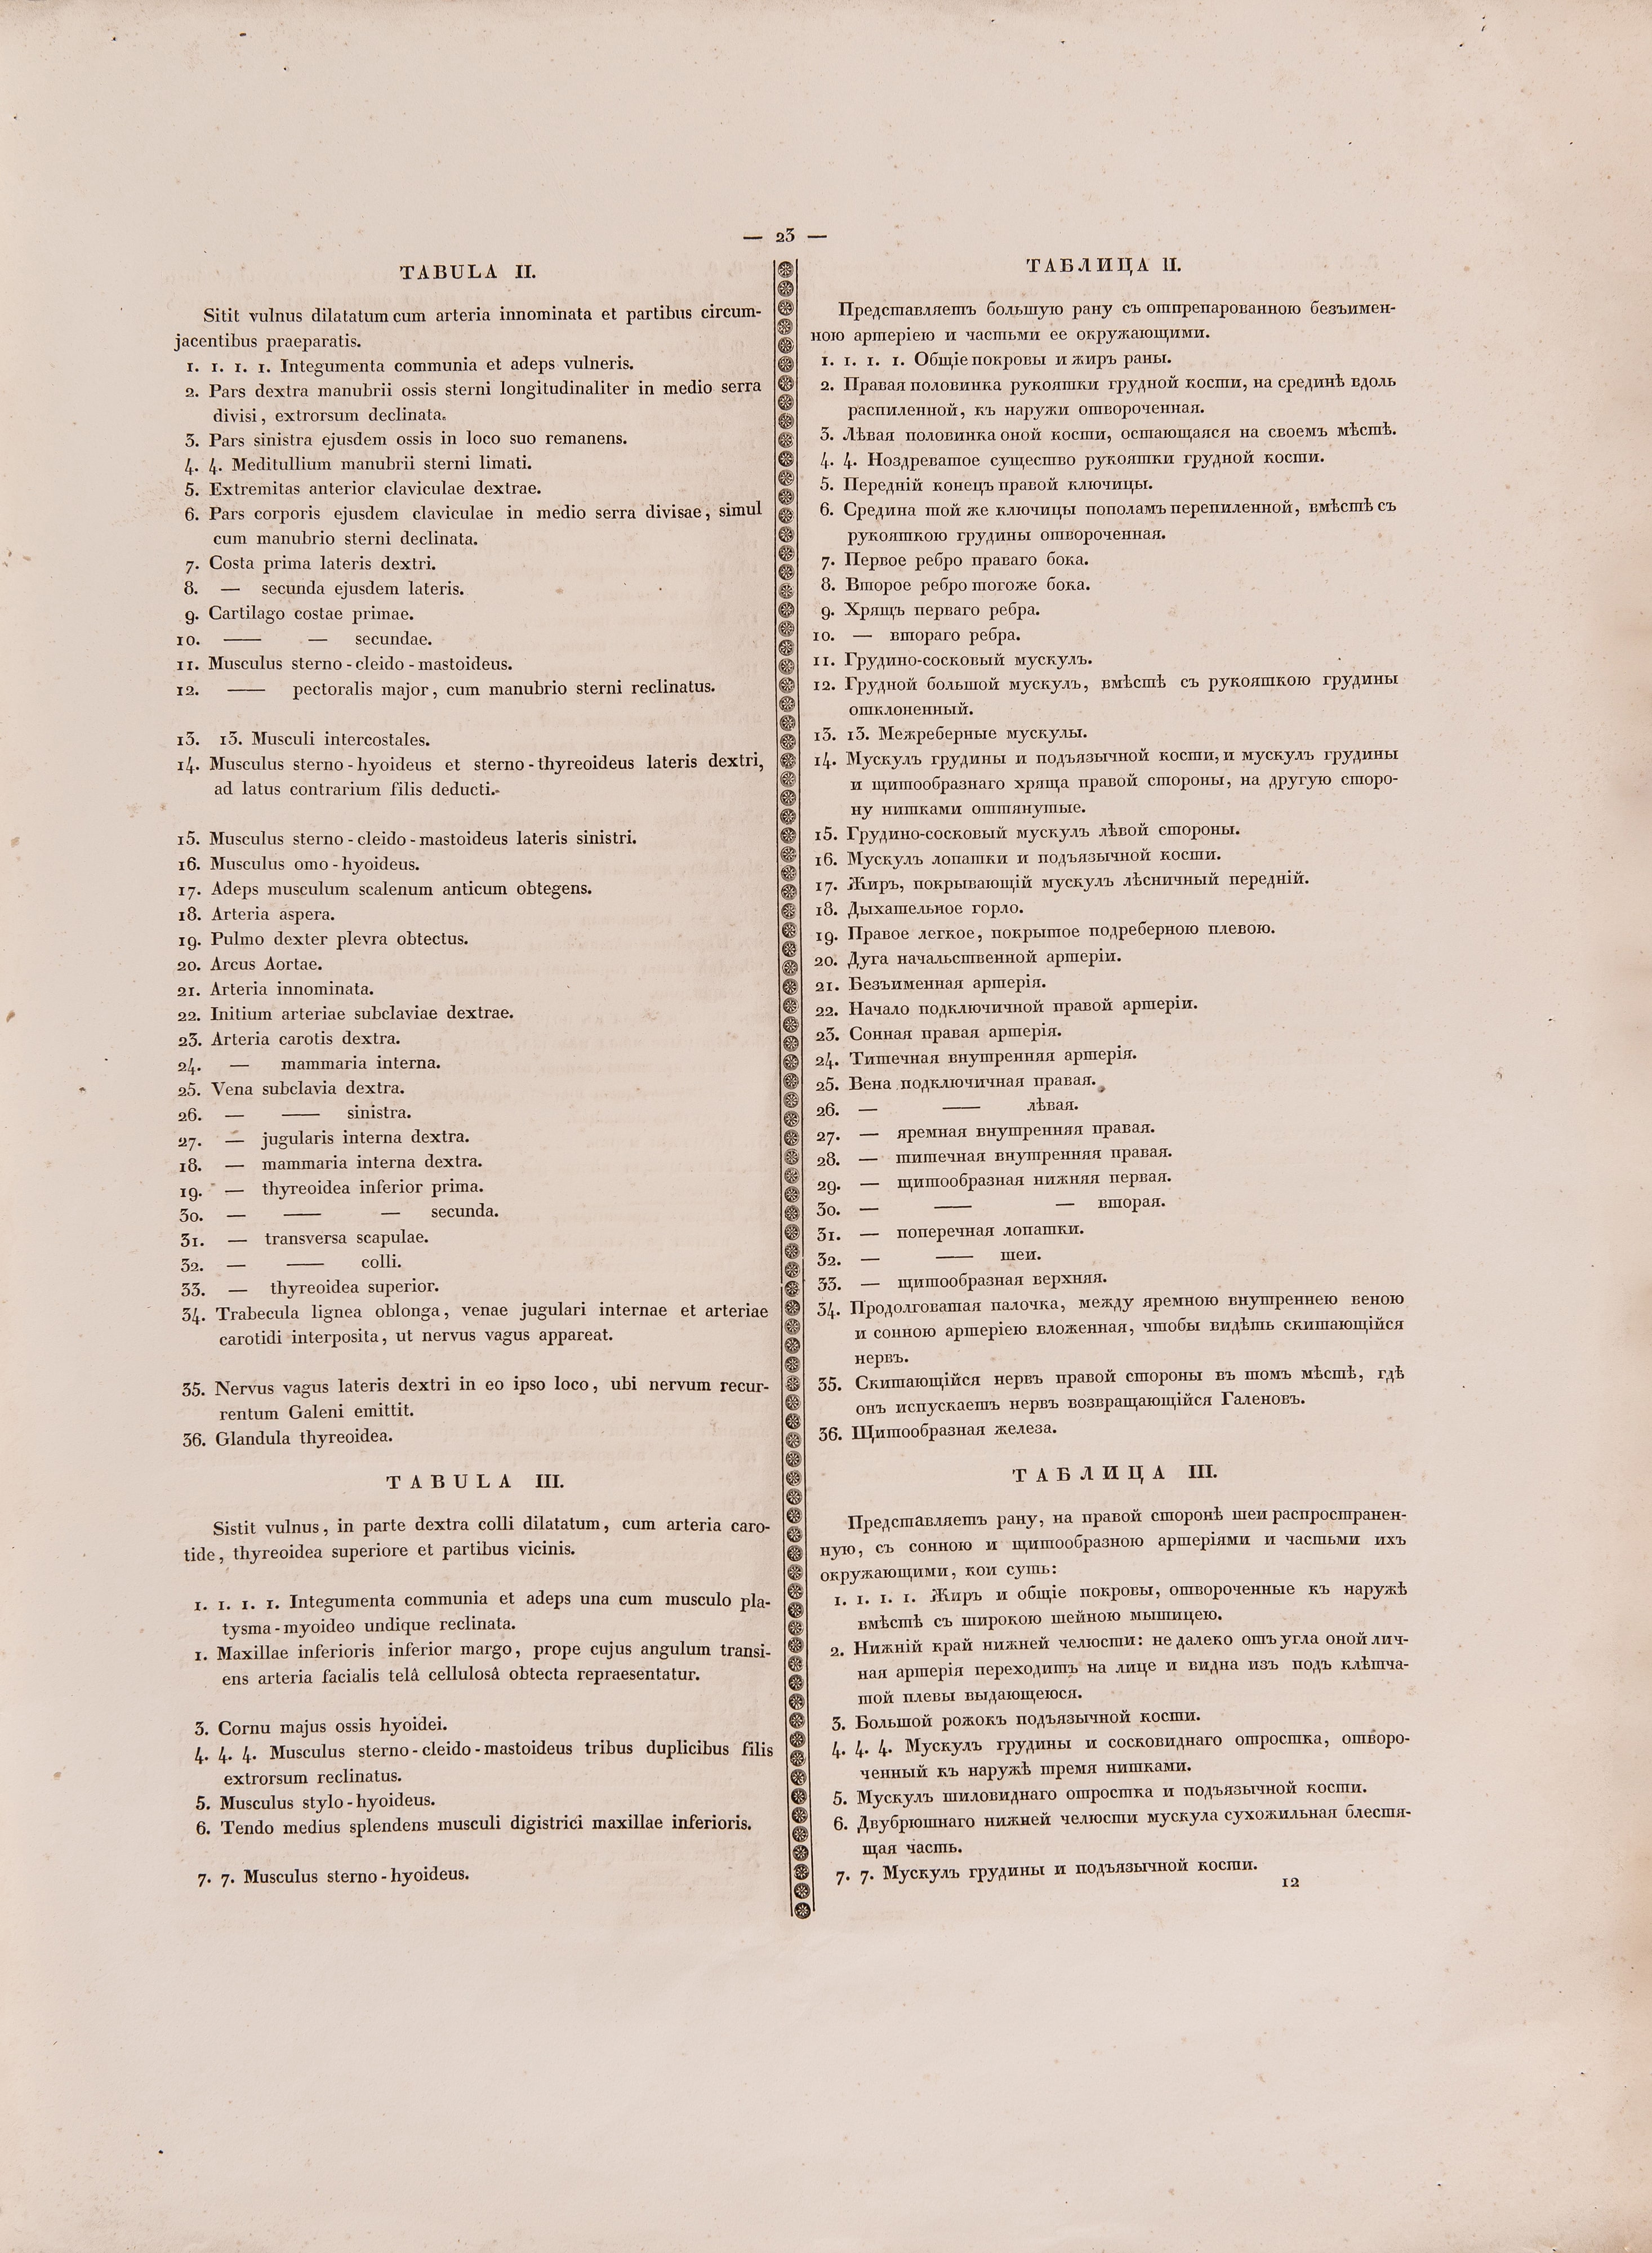 — 23 —
TABULA II.
Sitit vulnus dilatatum cum arteria innominata et partibus circum-
jacentibus praeparatis.
1. 1. 1. 1. Integumenta communia et adeps vulneris.
2. Pars dextra manubrii ossis sterni longitudinaliter in medio serra
divisi, extrorsum declinata.
3. Pars sinistra ejusdem ossis in loco suo remanens.
4. 4. Meditullium manubrii sterni limati.
5. Extremitas anterior claviculae dextrae.
6. Pars corporis ejusdem claviculae in medio serra divisae, simul
cum manubrio sterni declinata.
7. Costa prima lateris dextri.
8. — secunda ejusdem lateris.
9. Cartilago costae primae.
10. —— — secundae.
11. Musculus sterno-cleido-mastoideus.
12. —— pectoralis major, cum manubrio sterni reclinatus.
13. 13. Musculi intercostales.
14. Musculus sterno-hyoideus et sterno-thyreoideus lateris dextri,
ad latus contrarium filis deducti.
15. Musculus sterno-cleido-mastoideus lateris sinistri.
16. Musculus omo-hyoideus.
17. Adeps musculum scalenum anticum obtegens.
18. Arteria aspera.
19. Pulmo dexter plevra obtectus.
20. Arcus Aortae.
21. Arteria innominata.
22. Initium arteriae subclaviae dextrae.
23. Arteria carotis dextra.
24. — mammaria interna.
25. Vena subclavia dextra.
26. — —— sinistra.
27. — jugularis interna dextra.
18. — mammaria interna dextra.
19. — thyreoidea inferior prima.
30. — —— — secunda.
31. — transversa scapulae.
32. — —— colli.
33. — thyreoidea superior.
34. Trabecula lignea oblonga, venae jugulari internae et arteriae
carotidi interposita, ut nervus vagus appareat.
35. Nervus vagus lateris dextri in eo ipso loco, ubi nervum recur-
rentum Galeni emittit.
36. Glandula thyreoidea.
TABULA III.
Sistit vulnus, in parte dextra colli dilatatum, cum arteria caro-
tide, thyreoidea superiore et partibus vicinis.
1. 1. 1. 1. Integumenta communia et adeps una cum musculo pla-
tysma-myoideo undique reclinata.
1. Maxillae inferioris inferior margo, prope cujus angulum transi-
ens arteria facialis telâ cellulosâ obtecta repraesentatur.
3. Cornu majus ossis hyoidei.
4. 4. 4. Musculus sterno-cleido-mastoideus tribus duplicibus filis
extrorsum reclinatus.
5. Musculus stylo-hyoideus.
6. Tendo medius splendens musculi digistrici maxillae inferioris.
7. 7. Musculus sterno-hyoideus.
ТАБЛИЦА II.
Представляетъ большую рану съ отпрепарованною безъимен-
ною артеріею и частьми ее окружающими.
1. 1. 1. 1. Общіе покровы и жиръ раны.
2. Правая половинка рукоятки грудной кости, на срединѣ вдоль
распиленной, къ наружи отвороченная.
3. Лѣвая половинка оной кости, остающаяся на своемъ мѣстѣ.
4. 4. Ноздреватое существо рукоятки грудной кости.
5. Передній конецъ правой ключицы.
6. Средина той же ключицы пополамъ перепиленной, вмѣстѣ съ
рукояткою грудины отвороченная.
7. Первое ребро праваго бока.
8. Второе ребро тогоже бока.
9. Хрящъ перваго ребра.
10. — втораго ребра.
11. Грудино-сосковый мускулъ.
12. Грудной большой мускулъ, вмѣстѣ съ рукояткою грудины
отклоненный.
13. 13. Межреберные мускулы.
14. Мускулъ грудины и подъязычной кости, и мускулъ грудины
и щитообразнаго хряща правой стороны, на другую сторо-
ну нитками оттянутые.
15. Грудино-сосковый мускулъ лѣвой стороны.
16. Мускулъ лопатки и подъязычной кости.
17. Жиръ, покрывающій мускулъ лѣсничный передній.
18. Дыхательное горло.
19. Правое легкое, покрытое подреберною плевою.
20. Дуга начальственной артеріи.
21. Безъименная артерія.
22. Начало подключичной правой артеріи.
23. Сонная правая артерія.
24. Титечная внутренняя артерія.
25. Вена подключичная правая.
26. — —— лѣвая.
27. — яремная внутренняя правая.
28. — титечная внутренняя правая.
29. — щитообразная нижняя первая.
30. — —— — вторая.
31. — поперечная лопатки.
32. — —— шеи.
33. — щитообразная верхняя.
34. Продолговатая палочка, между яремною внутреннею веною
и сонною артеріею вложенная, чтобы видѣть скитающійся
нервъ.
35. Скитающійся нервъ правой стороны въ томъ мѣстѣ, гдѣ
онъ испускаетъ нервъ возвращающійся Галеновъ.
36. Щитообразная железа.
ТАБЛИЦА III.
Представляетъ рану, на правой сторонѣ шеи распространен-
ную, съ сонною и щитообразною артеріями и частьми ихъ
окружающими, кои суть:
1. 1. 1. 1. Жиръ и общіе покровы, отвороченные къ наружѣ
вмѣстѣ съ широкою шейною мышицею.
2. Нижній край нижней челюсти: не далеко отъ угла оной лич-
ная артерія переходитъ на лице и видна изъ подъ клѣтча-
той плевы выдающеюся.
3. Большой рожокъ подъязычной кости.
4. 4. 4. Мускулъ грудины и сосковиднаго отростка, отворо-
ченный къ наружѣ тремя нитками.
5. Мускулъ шиловиднаго отростка и подъязычной кости.
6. Двубрюшнаго нижней челюсти мускула сухожильная блестя-
щая часть.
7. 7. Мускулъ грудины и подъязычной кости.
12